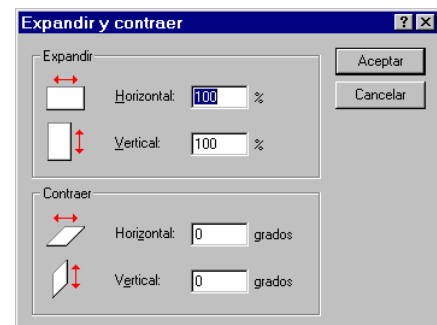 Expandir y contraer
Expandir
Horizontal: 100 %
Vertical: 100 %
Contraer
Horizontal: 0 grados
Vertical: 0 grados
Aceptar
Cancelar